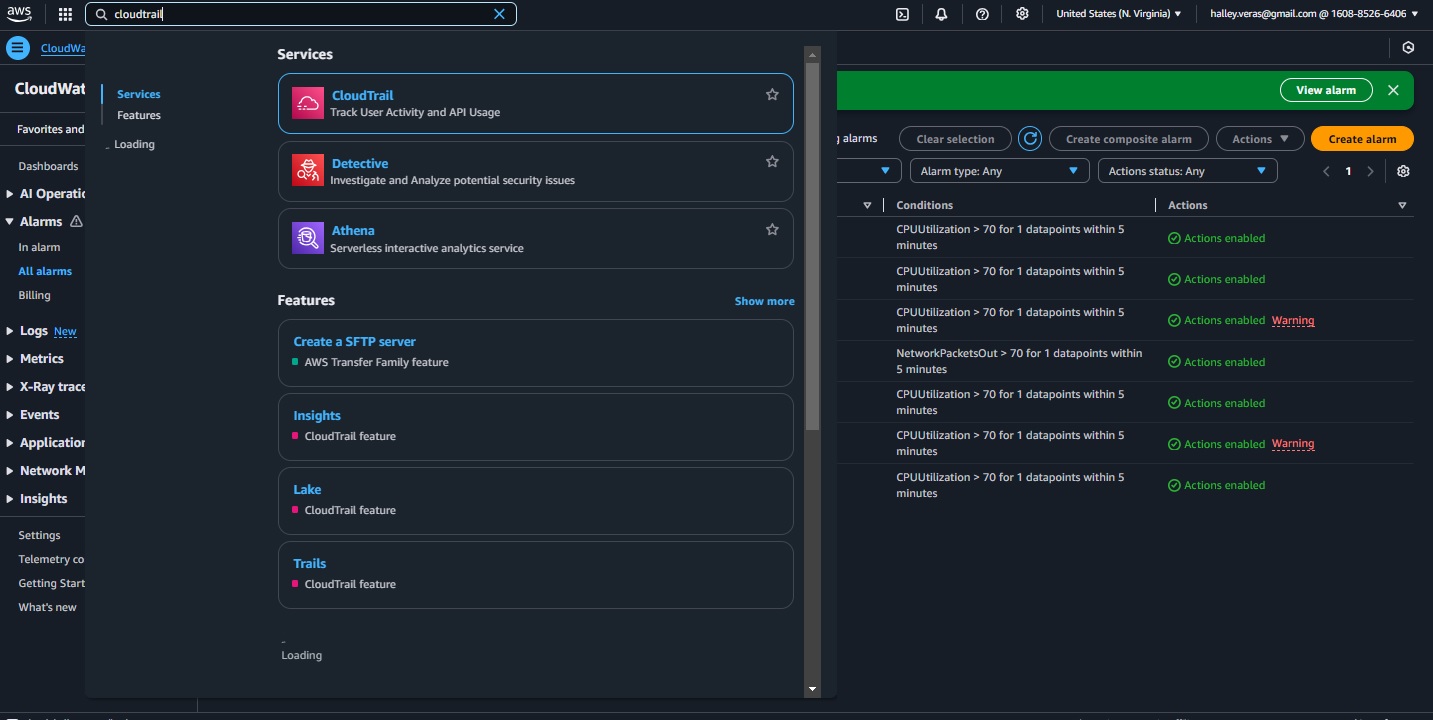 aws
cloudtrail
United States (N. Virginia)
halley.veras@gmail.com @ 1608-8526-6406
CloudWa
CloudWat
Favorites and
Dashboards
AI Operatio
Alarms
In alarm
All alarms
Billing
Logs New
Metrics
X-Ray trace
Events
Application
Network M
Insights
Settings
Telemetry co
Getting Start
What's new
Services
Features
Loading
Services
CloudTrail
Track User Activity and API Usage
Detective
Investigate and Analyze potential security issues
Athena
Serverless interactive analytics service
Features
Show more
Create a SFTP server
AWS Transfer Family feature
Insights
CloudTrail feature
Lake
CloudTrail feature
Trails
CloudTrail feature
Loading
View alarm
g alarms
Clear selection
Create composite alarm
Actions
Create alarm
Alarm type: Any
Actions status: Any
1
Conditions
Actions
CPUUtilization > 70 for 1 datapoints within 5
minutes
Actions enabled
CPUUtilization > 70 for 1 datapoints within 5
minutes
Actions enabled
CPUUtilization > 70 for 1 datapoints within 5
minutes
Actions enabled Warning
NetworkPacketsOut > 70 for 1 datapoints within
5 minutes
Actions enabled
CPUUtilization > 70 for 1 datapoints within 5
minutes
Actions enabled
CPUUtilization > 70 for 1 datapoints within 5
minutes
Actions enabled Warning
CPUUtilization > 70 for 1 datapoints within 5
minutes
Actions enabled